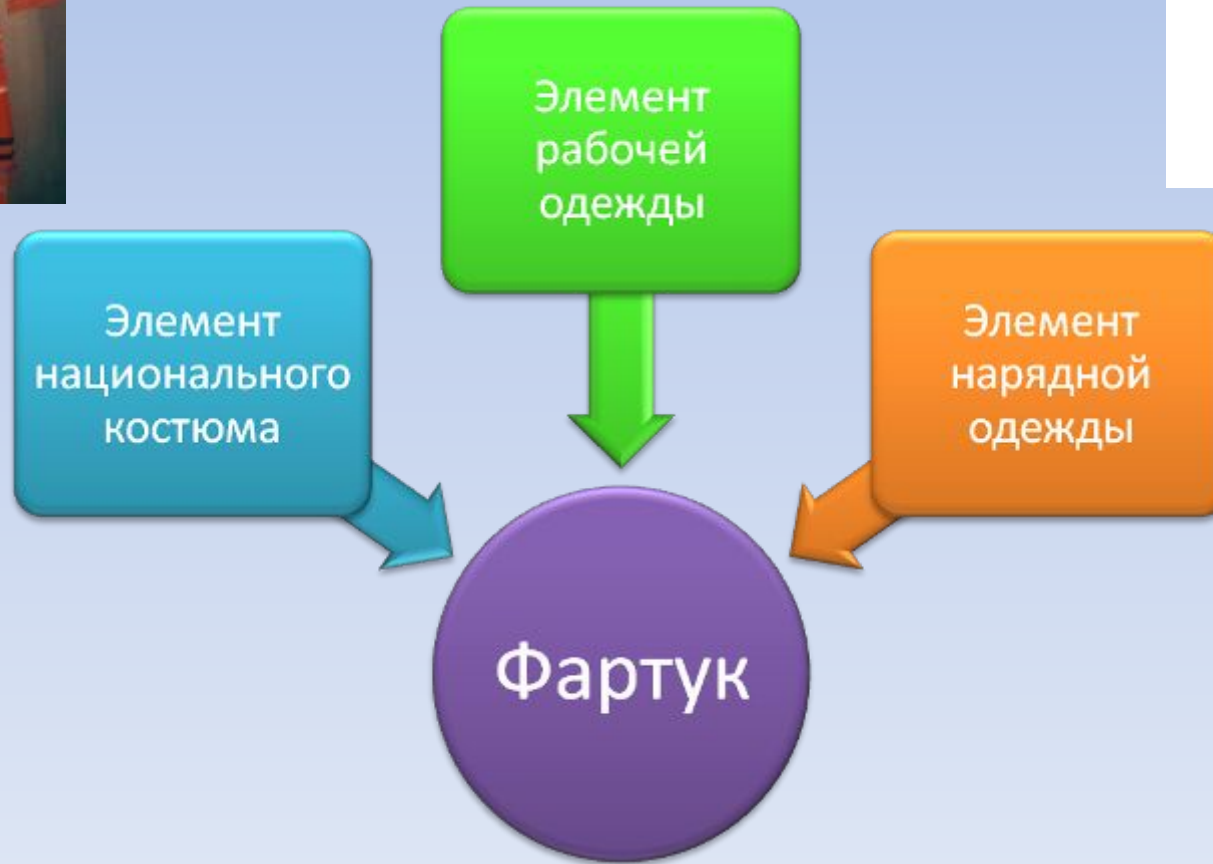 Элемент
рабочей
одежды
Элемент
национального
костюма
Элемент
нарядной
одежды
Фартук